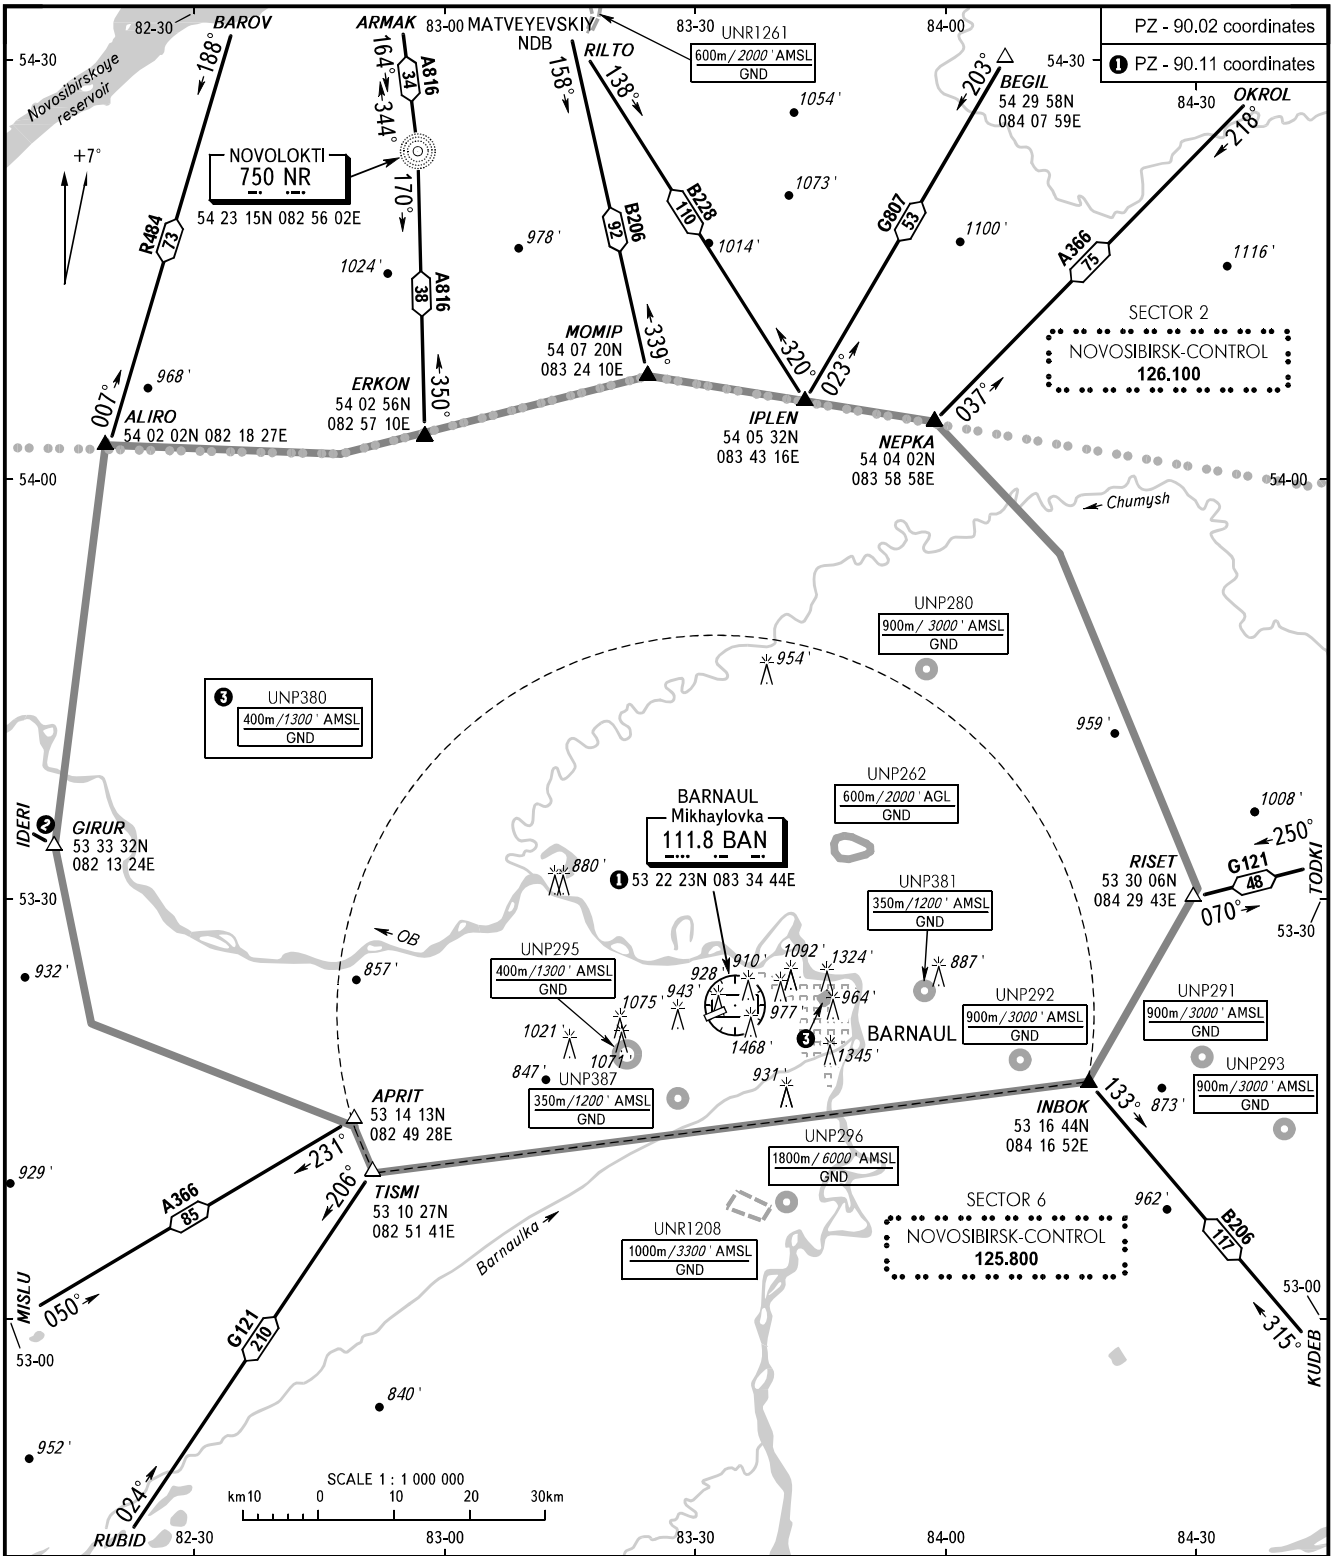 82-30
BAROV
ARMAK
83-00
MATVEYEVSKIY
NDB
RILTO
83-30
UNR1261
600m/2000' AMSL
GND
84-00
PZ - 90.02 coordinates
1 PZ - 90.11 coordinates
54-30
54-30
84-30
BEGIL
54 29 58N
084 07 59E
OKROL
Novosibirskoye
reservoir
188°
164°
A816
34
344°
158°
138°
203°
218°
1054'
+7°
NOVOLOKTI
750 NR
54 23 15N 082 56 02E
170°
1073'
R484
73
B206
92
B228
110
G807
53
A366
75
978'
1014'
1100'
1116'
1024'
A816
38
SECTOR 2
NOVOSIBIRSK-CONTROL
126.100
MOMIP
54 07 20N
083 24 10E
339°
320°
023°
037°
968'
007°
ERKON
54 02 56N
082 57 10E
350°
ALIRO
54 02 02N 082 18 27E
IPLEN
54 05 32N
083 43 16E
NEPKA
54 04 02N
083 58 58E
54-00
54-00
Chumysh
UNP280
900m/3000' AMSL
GND
954'
3 UNP380
400m/1300' AMSL
GND
959'
UNP262
600m/2000' AGL
GND
IDERI
2
GIRUR
53 33 32N
082 13 24E
BARNAUL
Mikhaylovka
111.8 BAN
1 53 22 23N 083 34 44E
880'
1008'
250°
RISET
53 30 06N
084 29 43E
G121
48
TODKI
070°
53-30
53-30
UNP381
350m/1200' AMSL
GND
OB
932'
857'
UNP295
400m/1300' AMSL
GND
928'
910'
1092'
1324'
887'
943'
977
964'
1075'
1021'
1071'
1468'
3
1345'
BARNAUL
UNP292
900m/3000' AMSL
GND
UNP291
900m/3000' AMSL
GND
UNP293
900m/3000' AMSL
GND
847'
UNP387
350m/1200' AMSL
GND
931'
APRIT
53 14 13N
082 49 28E
133°
873'
INBOK
53 16 44N
084 16 52E
UNP296
1800m/6000' AMSL
GND
231°
206°
929'
A366
85
TISMI
53 10 27N
082 51 41E
962'
SECTOR 6
NOVOSIBIRSK-CONTROL
125.800
B206
117
Barnaulka
UNR1208
1000m/3300' AMSL
GND
MISLU
050°
53-00
53-00
G121
210
315°
KUDEB
840'
952'
024°
RUBID
SCALE 1 : 1 000 000
km10 0 10 20 30km
82-30
83-00
83-30
84-00
84-30